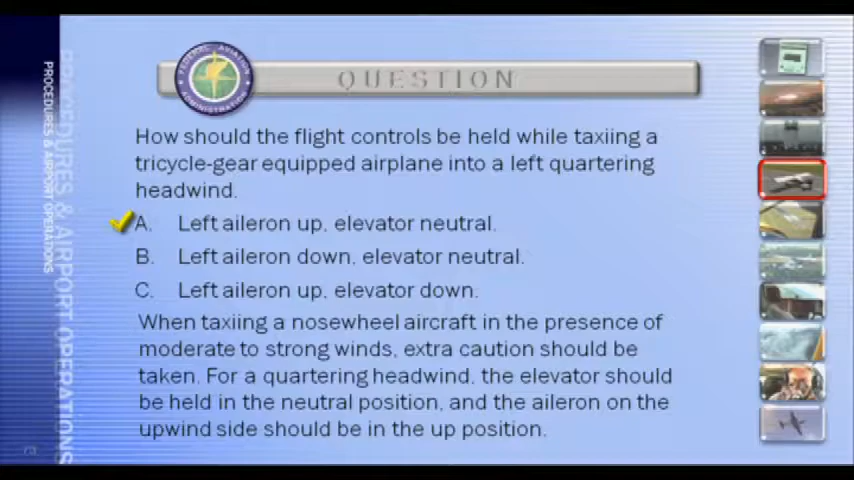 FEDERAL AVIATION
ADMINISTRATION
QUESTION
PROCEDURES & AIRPORT OPERATIONS
PROCEDURES & AIRPORT OPERATIONS
How should the flight controls be held while taxiing a
tricycle-gear equipped airplane into a left quartering
headwind.
A. Left aileron up, elevator neutral.
B. Left aileron down, elevator neutral.
C. Left aileron up, elevator down.
When taxiing a nosewheel aircraft in the presence of
moderate to strong winds, extra caution should be
taken. For a quartering headwind, the elevator should
be held in the neutral position, and the aileron on the
upwind side should be in the up position.